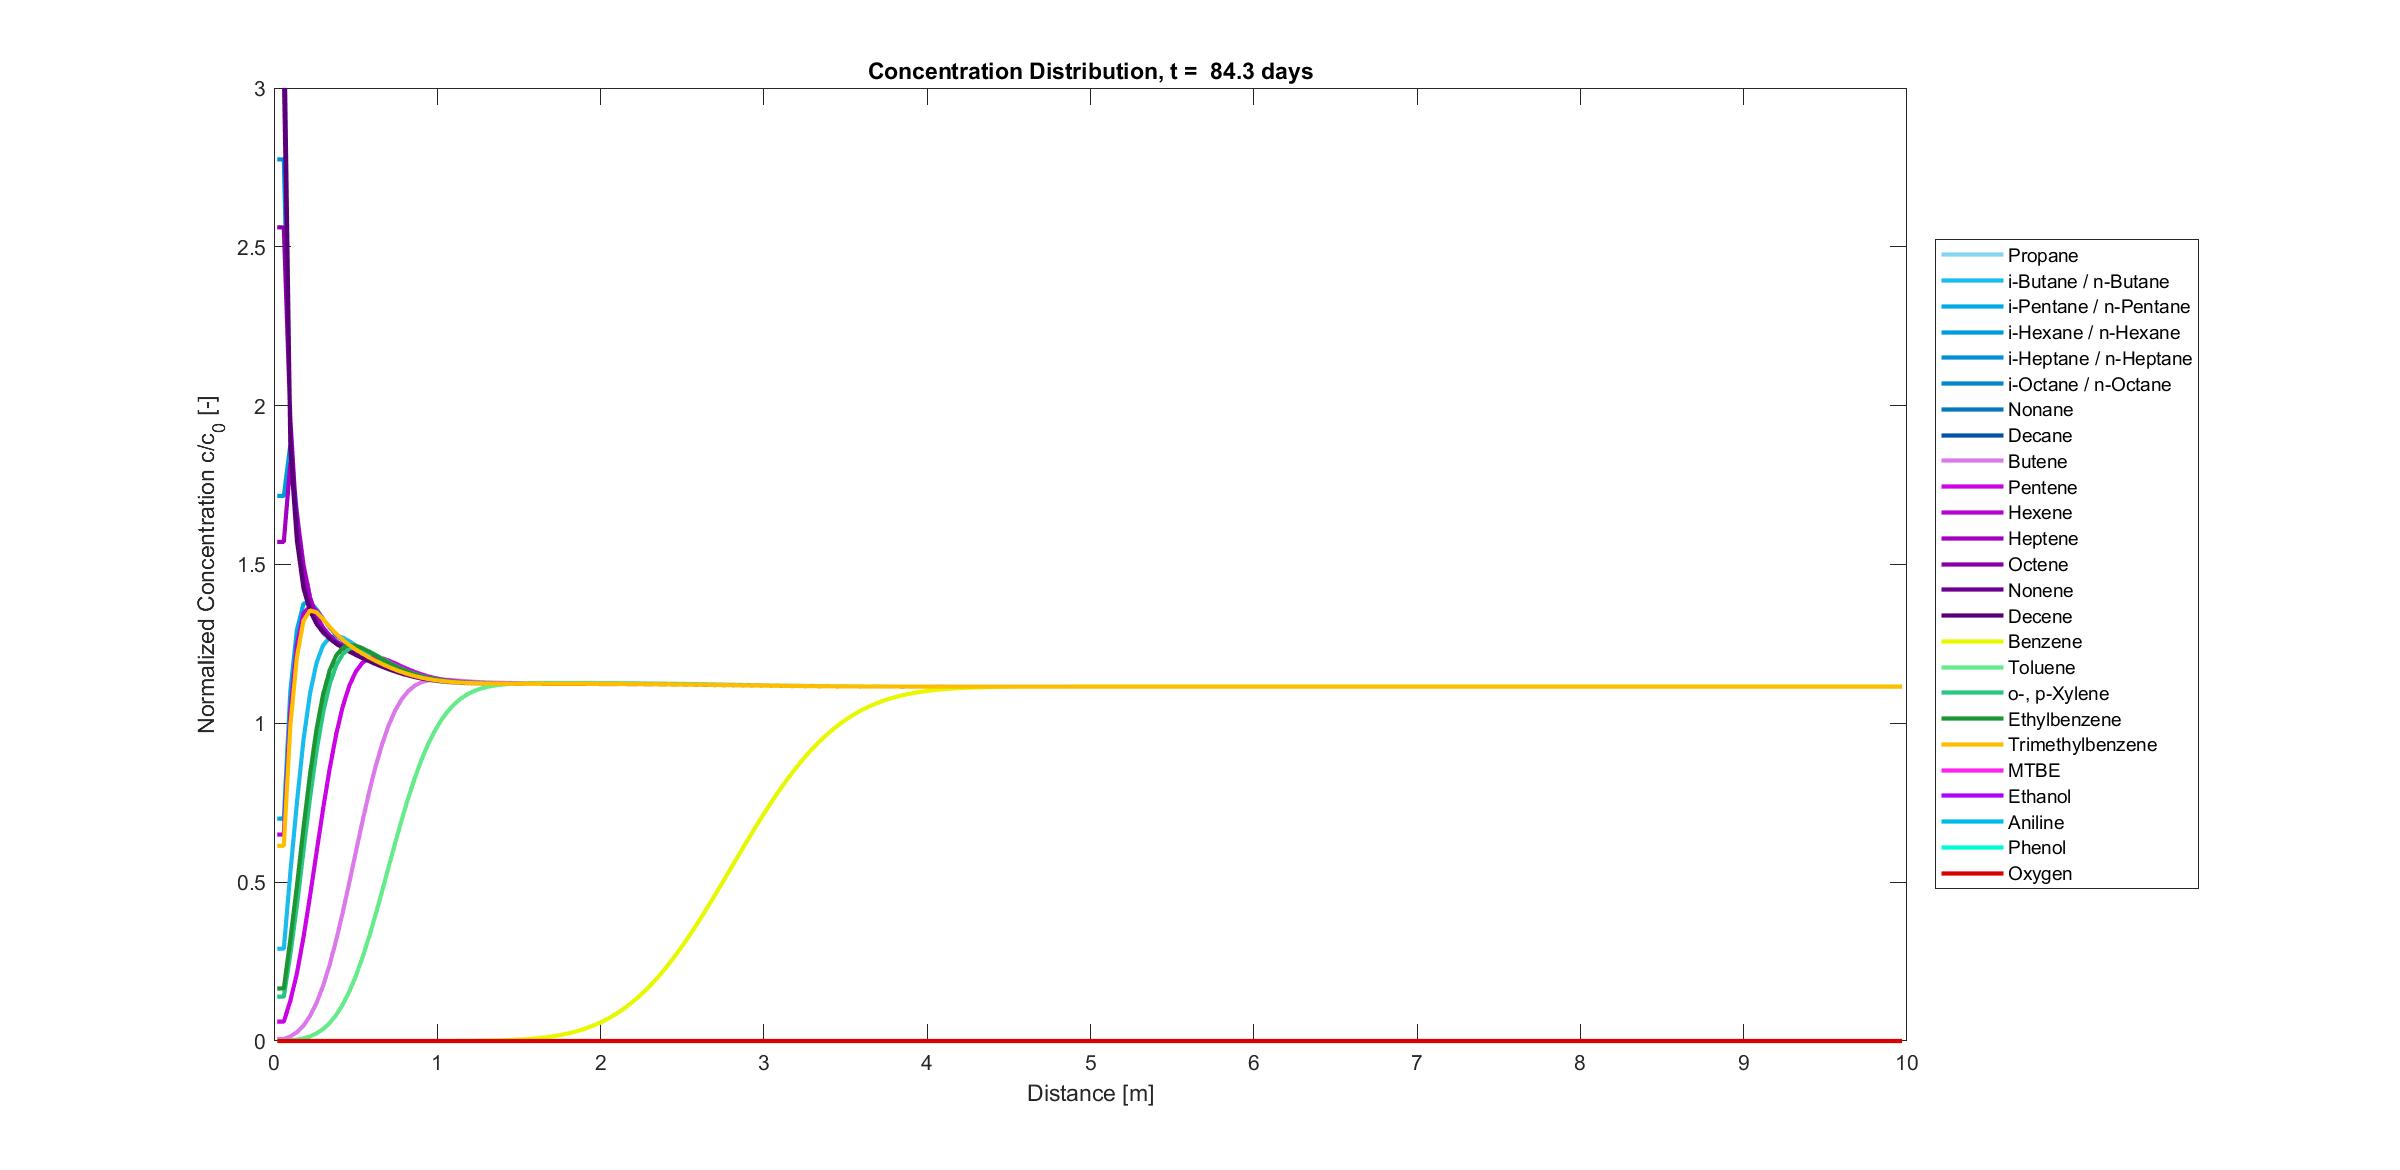 Concentration Distribution, t =  84.3 days
3
2.5
2
1.5
1
0.5
0
Normalized Concentration c/c0 [-]
0 1 2 3 4 5 6 7 8 9 10
Distance [m]
Propane
i-Butane / n-Butane
i-Pentane / n-Pentane
i-Hexane / n-Hexane
i-Heptane / n-Heptane
i-Octane / n-Octane
Nonane
Decane
Butene
Pentene
Hexene
Heptene
Octene
Nonene
Decene
Benzene
Toluene
o-, p-Xylene
Ethylbenzene
Trimethylbenzene
MTBE
Ethanol
Aniline
Phenol
Oxygen